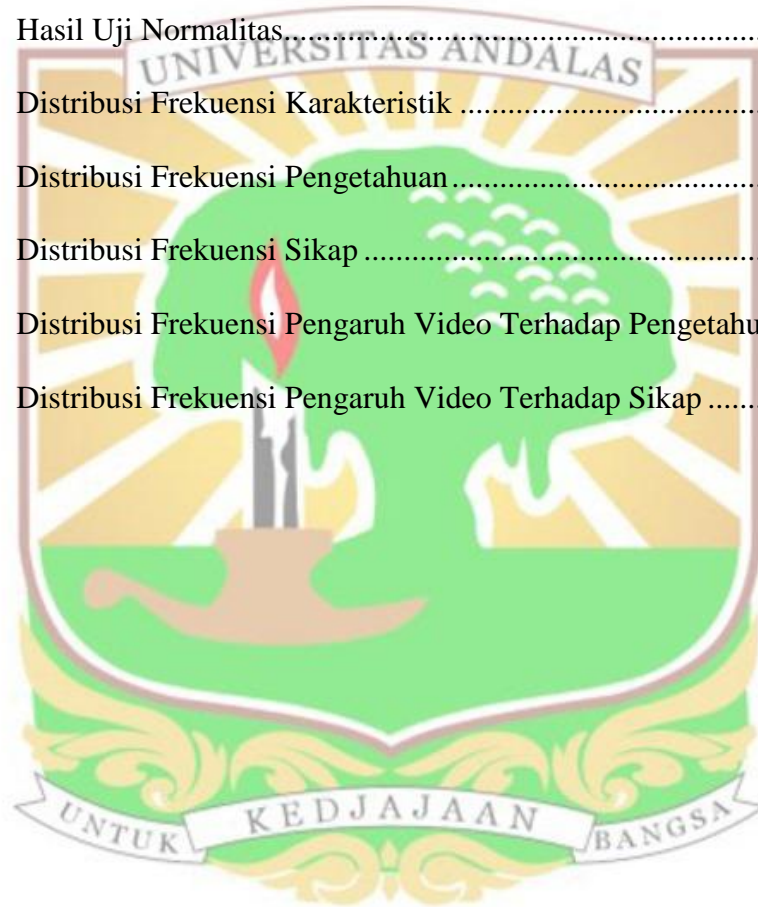 Hasil Uji Normalitas.......................................................
UNIVERSITAS ANDALAS
Distribusi Frekuensi Karakteristik ......................................
Distribusi Frekuensi Pengetahuan.......................................
Distribusi Frekuensi Sikap ..................................................
Distribusi Frekuensi Pengaruh Video Terhadap Pengetahu
Distribusi Frekuensi Pengaruh Video Terhadap Sikap .......
UNTUK KEDJAJAAN BANGSA